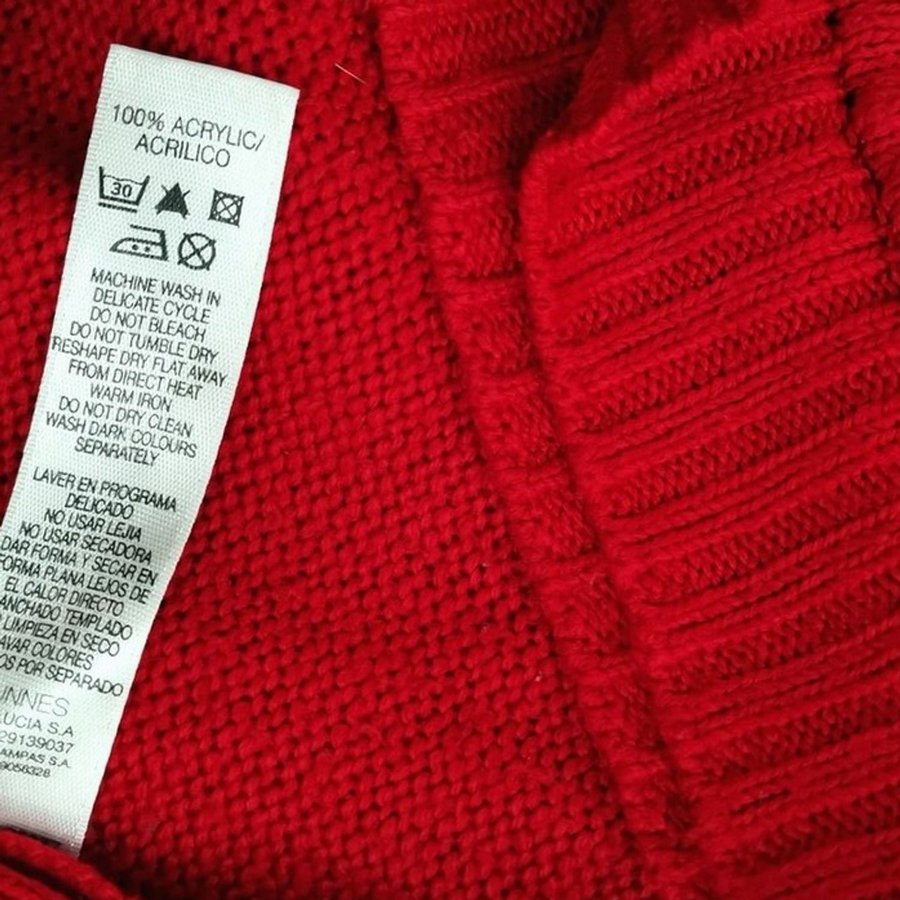 100% ACRYLIC/
ACRILICO
30
MACHINE WASH IN
DELICATE CYCLE
DO NOT BLEACH
DO NOT TUMBLE DRY
RESHAPE DRY FLAT AWAY
FROM DIRECT HEAT
WARM IRON
DO NOT DRY CLEAN
WASH DARK COLOURS
SEPARATELY
LAVER EN PROGRAMA
DELICADO
NO USAR LEJIA
NO USAR SECADORA
DAR FORMA Y SECAR EN
FORMA PLANA LEJOS DE
EL CALOR DIRECTO
ANCHADO TEMPLADO
LIMPIEZA EN SECO
AVAR COLORES
OS POR SEPARADO
UNNES
LUCIA S.A
29139037
AMPAS S.A.
9056328